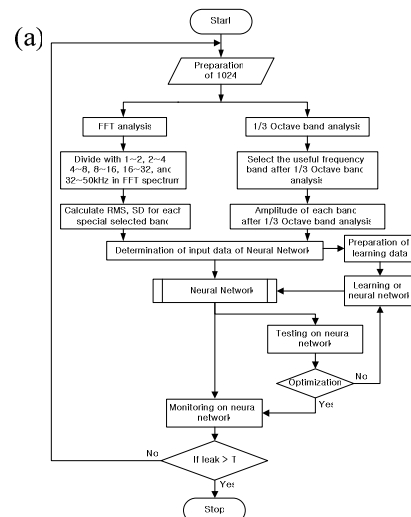 (a)
Start
Preparation
of 1024
FFT analysis
1/3 Octave band analysis
Divide with 1~2, 2~4
4~8, 8~16, 16~32, and
32~50kHz in FFT spectrum
Select the useful frequency
band after 1/3 Octave band
analysis
Calculate RMS, SD for each
special selected band
Amplitude of each band
after 1/3 Octave band analysis
Determination of input data of Neural Network
Preparation of
learning data
Neural Network
Learning or
neural network
Testing on neura
network
No
Optimization
Yes
Monitoring on neura
network
No
If leak > T
Yes
Stop